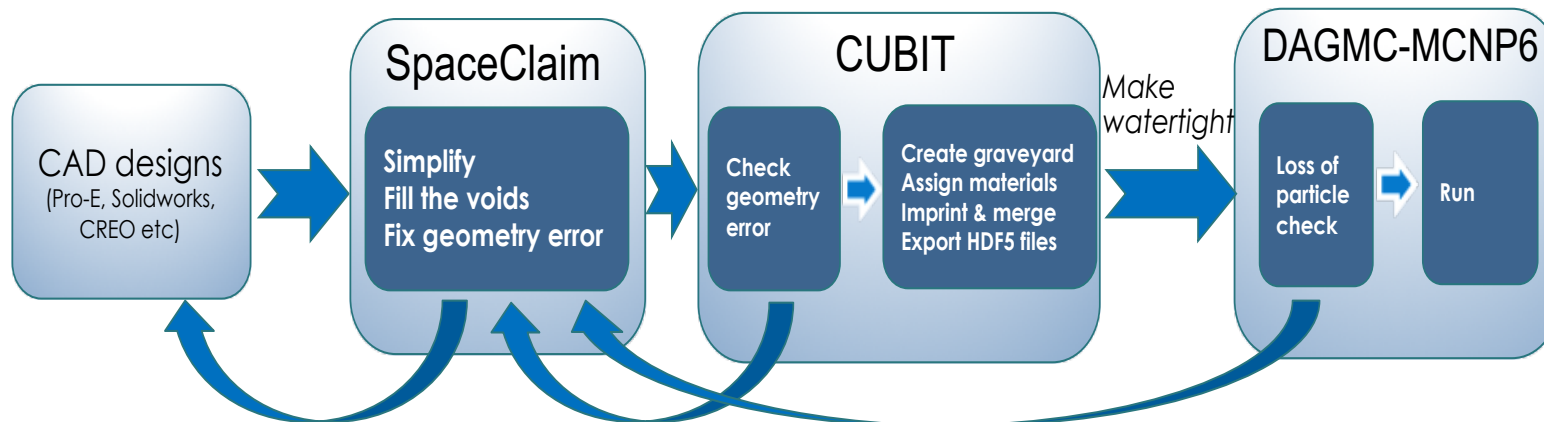 CAD designs
(Pro-E, Solidworks,
CREO etc)
SpaceClaim
Simplify
Fill the voids
Fix geometry error
CUBIT
Check
geometry
error
Create graveyard
Assign materials
Imprint & merge
Export HDF5 files
Make
watertight
DAGMC-MCNP6
Loss of
particle
check
Run